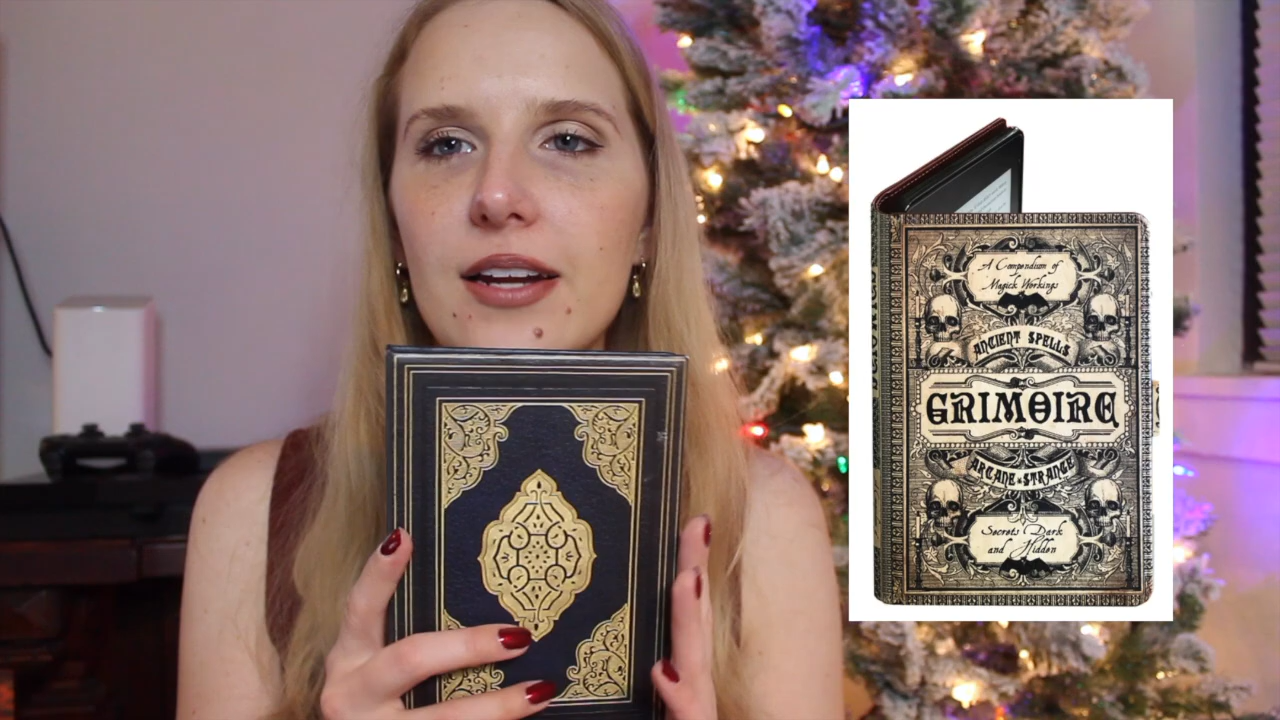 A Compendium of
Magick Workings
ANCIENT SPELLS
GRIMOIRE
ARCANE & STRANGE
Secrets Dark
and Hidden